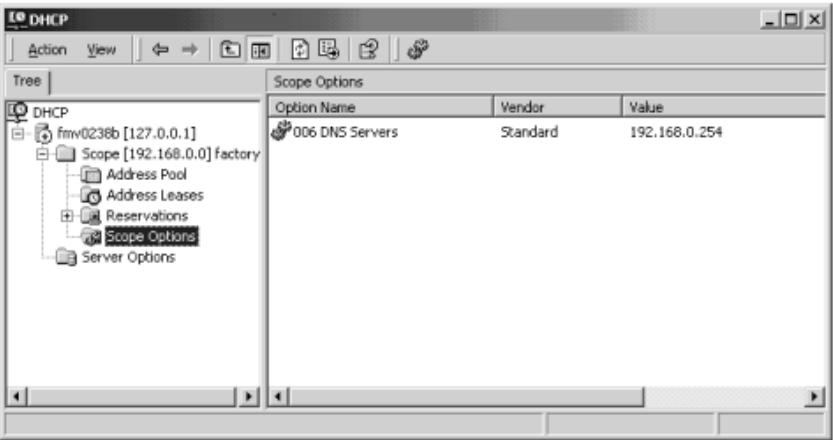 DHCP
Action View
Tree
Scope Options
DHCP
fmv0238b [127.0.0.1]
Scope [192.168.0.0] factory
Address Pool
Address Leases
Reservations
Scope Options
Server Options
Option Name Vendor Value
006 DNS Servers Standard 192.168.0.254